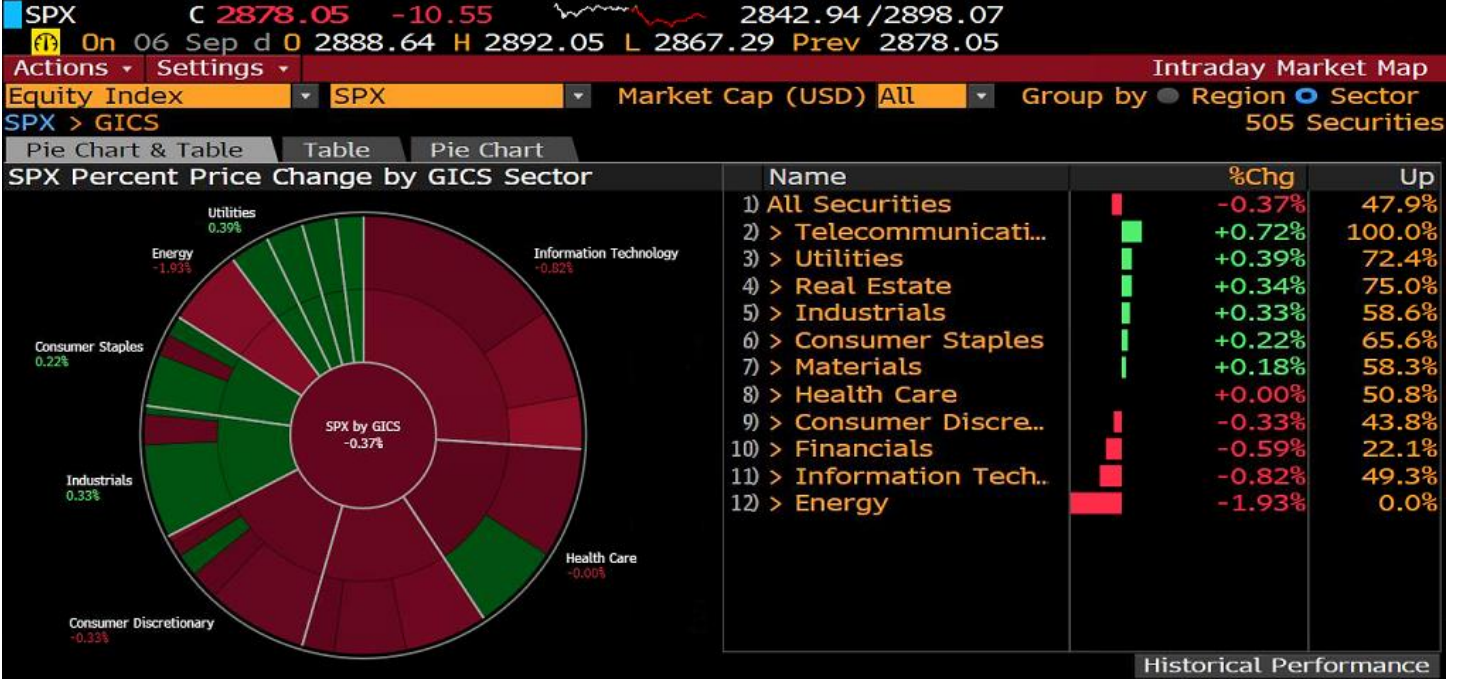 SPX C 2878.05 -10.55 2842.94/2898.07
On 06 Sep d O 2888.64 H 2892.05 L 2867.29 Prev 2878.05
Actions Settings Intraday Market Map
Equity Index SPX Market Cap (USD) All Group by Region Sector
SPX > GICS 505 Securities
Pie Chart & Table Table Pie Chart
SPX Percent Price Change by GICS Sector
Utilities
0.39%
Energy
-1.93%
Information Technology
-0.82%
Consumer Staples
0.22%
SPX by GICS
-0.37%
Industrials
0.33%
Health Care
-0.00%
Consumer Discretionary
-0.33%
Name %Chg Up
1) All Securities -0.37% 47.9%
2) > Telecommunicati... +0.72% 100.0%
3) > Utilities +0.39% 72.4%
4) > Real Estate +0.34% 75.0%
5) > Industrials +0.33% 58.6%
6) > Consumer Staples +0.22% 65.6%
7) > Materials +0.18% 58.3%
8) > Health Care +0.00% 50.8%
9) > Consumer Discre... -0.33% 43.8%
10) > Financials -0.59% 22.1%
11) > Information Tech.. -0.82% 49.3%
12) > Energy -1.93% 0.0%
Historical Performance